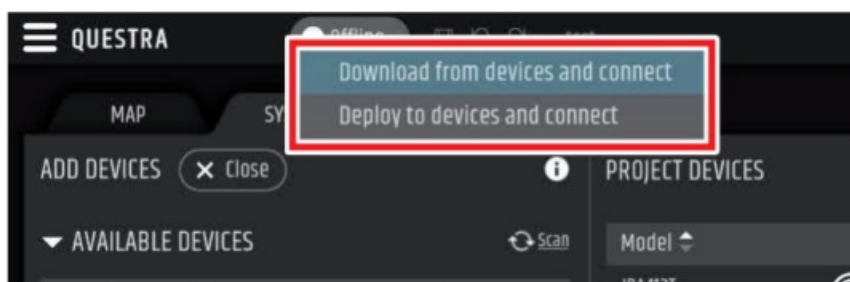 QUESTRA
Download from devices and connect
Deploy to devices and connect
MAP
SY
ADD DEVICES
Close
PROJECT DEVICES
AVAILABLE DEVICES
Scan
Model